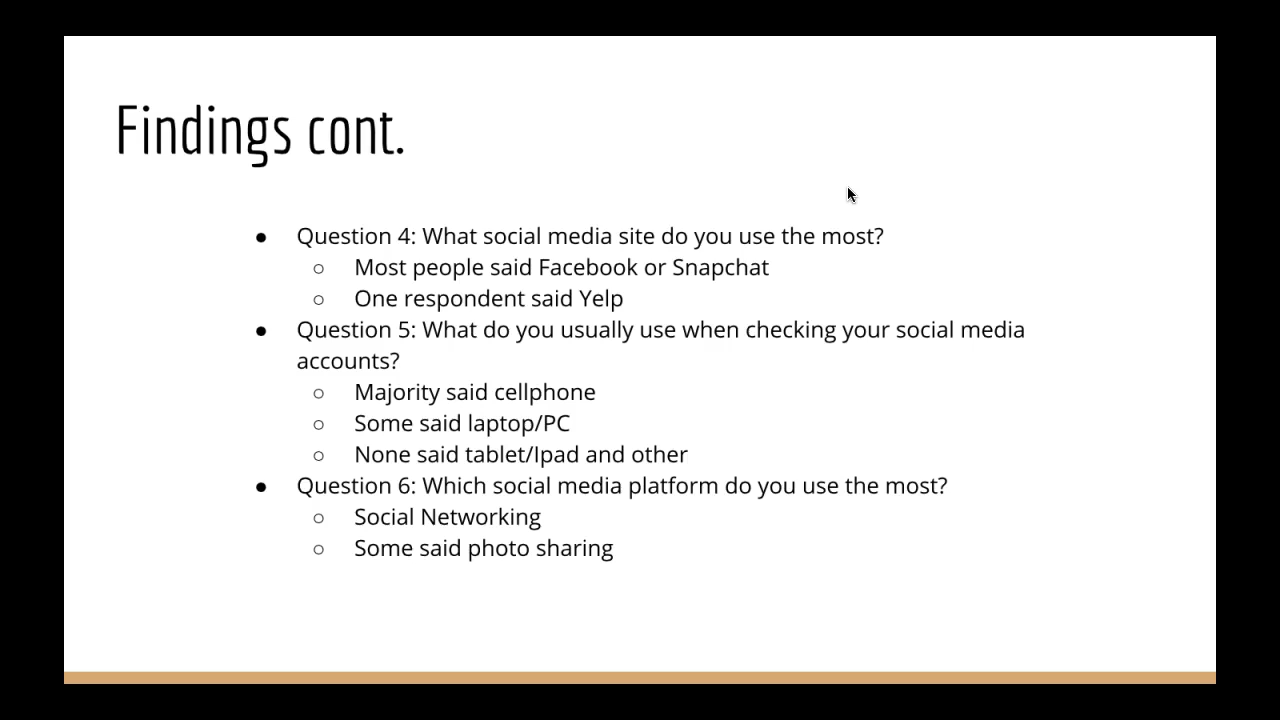 Findings cont.
● Question 4: What social media site do you use the most?
○ Most people said Facebook or Snapchat
○ One respondent said Yelp
● Question 5: What do you usually use when checking your social media
accounts?
○ Majority said cellphone
○ Some said laptop/PC
○ None said tablet/Ipad and other
● Question 6: Which social media platform do you use the most?
○ Social Networking
○ Some said photo sharing